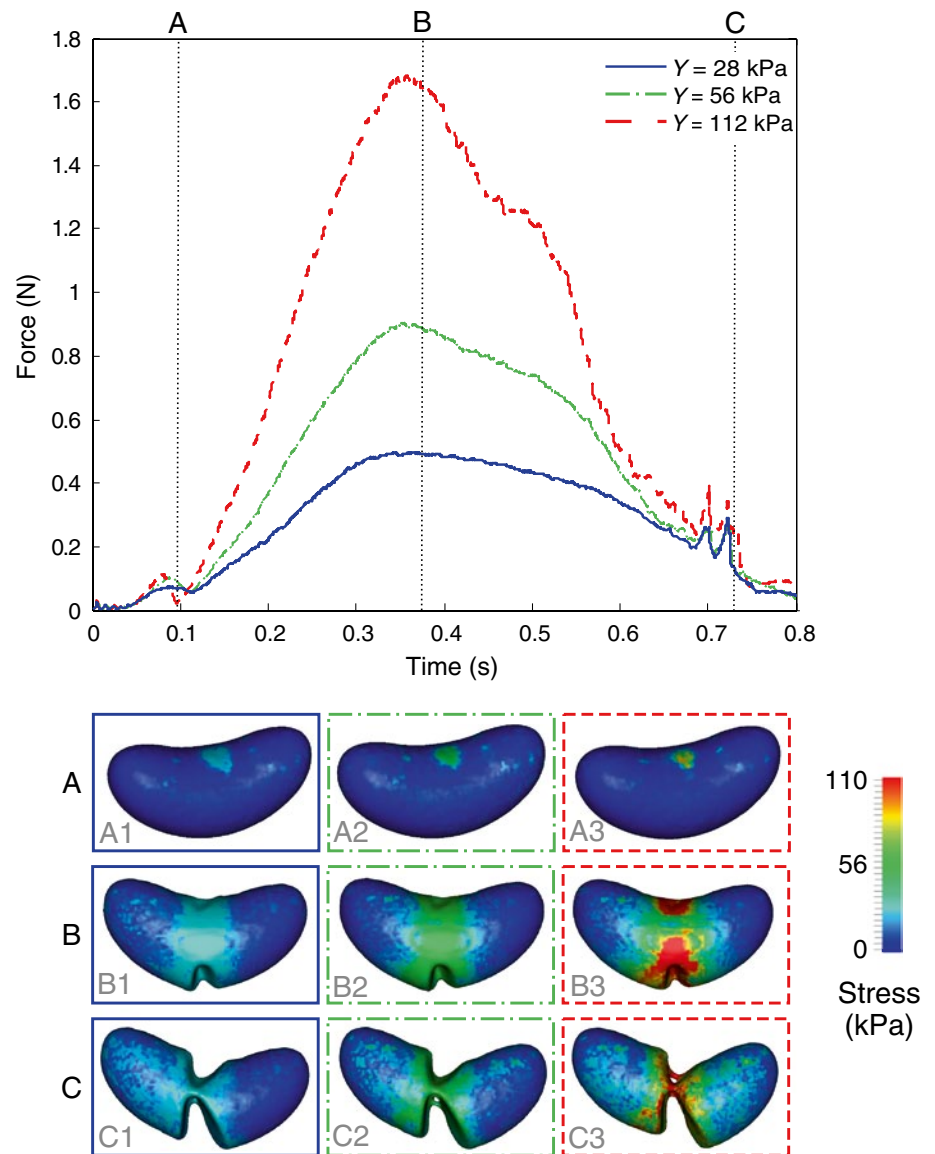 A B C
1.8
1.6
1.4
1.2
1
0.8
0.6
0.4
0.2
0
Force (N)
Y = 28 kPa
Y = 56 kPa
Y = 112 kPa
0 0.1 0.2 0.3 0.4 0.5 0.6 0.7 0.8
Time (s)
A
A1 A2 A3
B
B1 B2 B3
C
C1 C2 C3
110
56
0
Stress
(kPa)